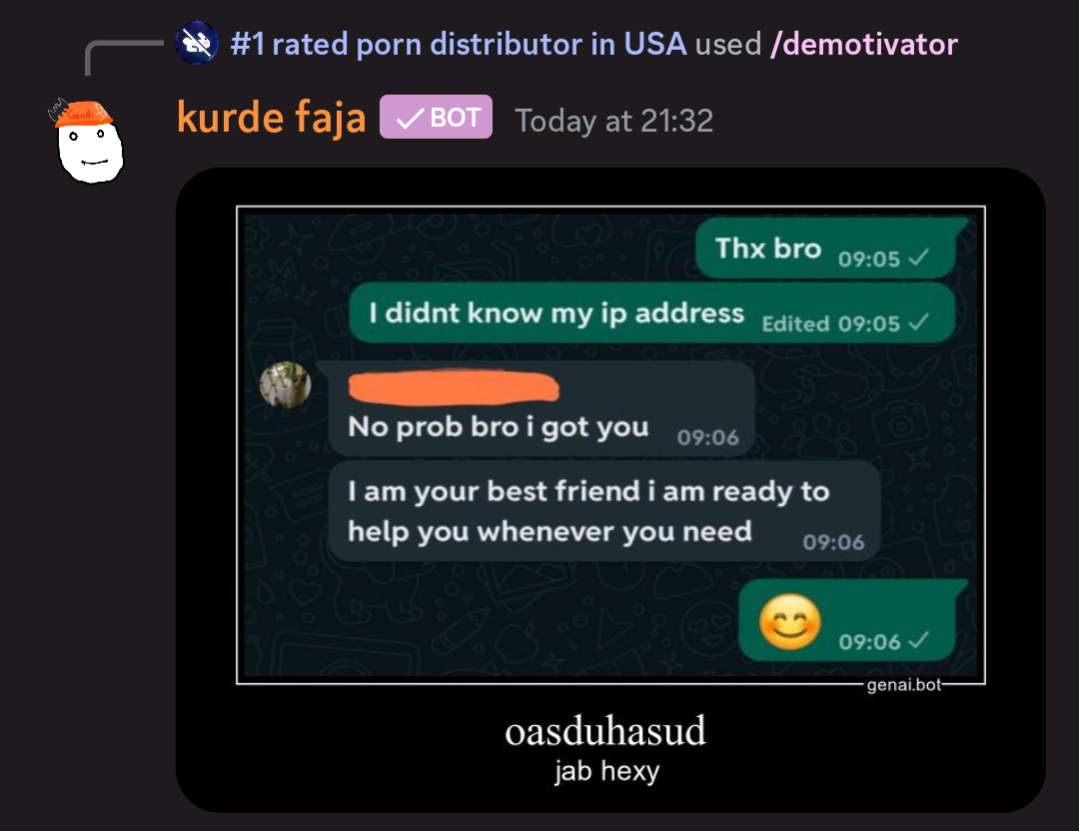 #1 rated porn distributor in USA used /demotivator
GenAi
kurde faja ✓ BOT Today at 21:32
Thx bro 09:05 ✓
I didnt know my ip address Edited 09:05 ✓
No prob bro i got you 09:06
I am your best friend i am ready to
help you whenever you need 09:06
😊 09:06 ✓
genai.bot
oasduhasud
jab hexy